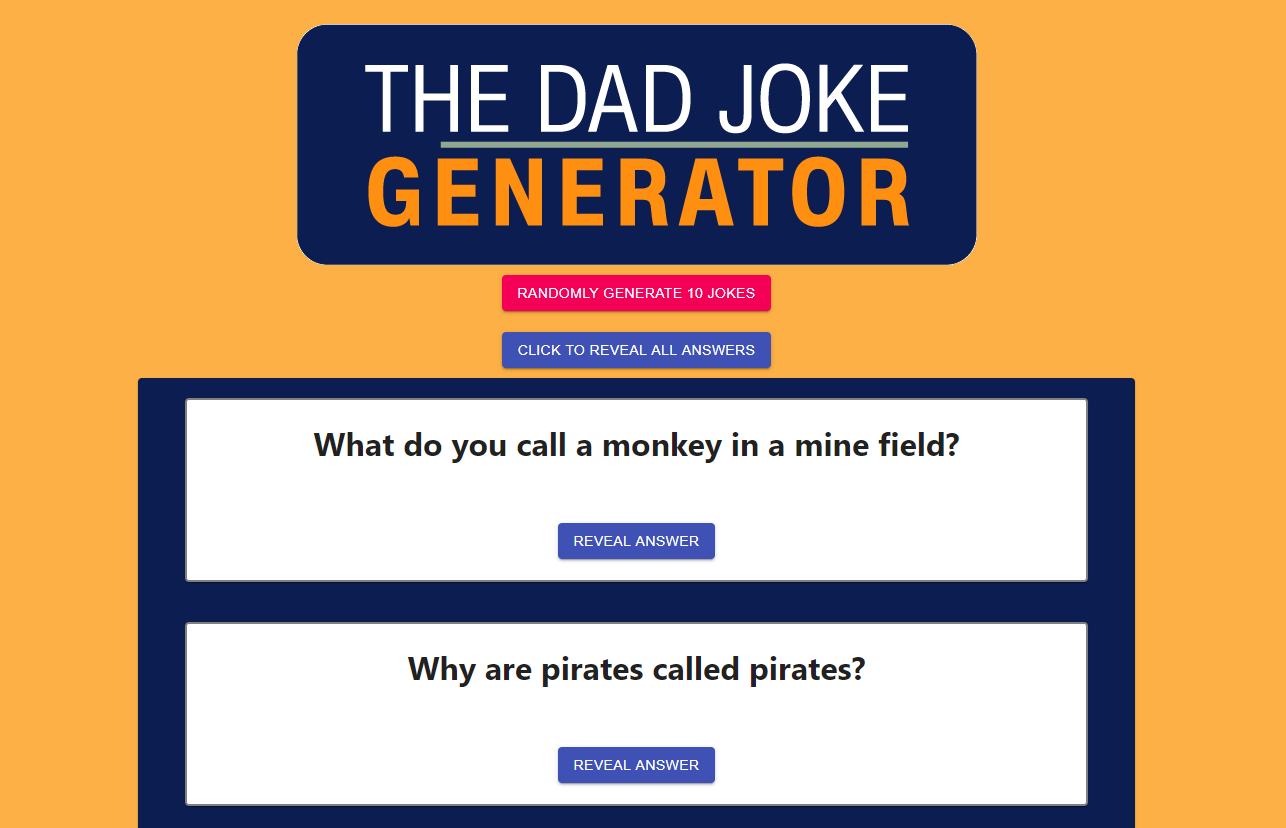 THE DAD JOKE
GENERATOR
RANDOMLY GENERATE 10 JOKES
CLICK TO REVEAL ALL ANSWERS
What do you call a monkey in a mine field?
REVEAL ANSWER
Why are pirates called pirates?
REVEAL ANSWER